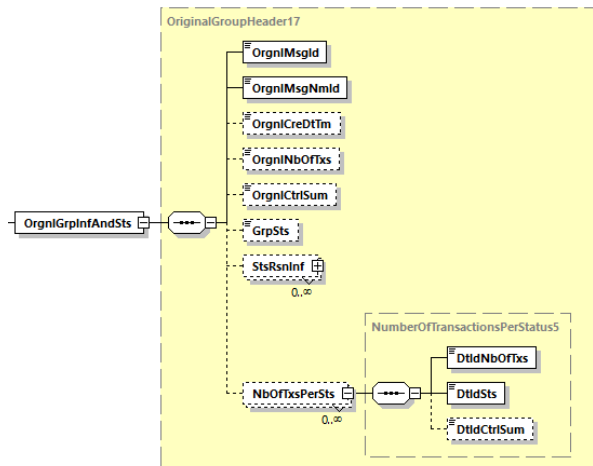 OriginalGroupHeader17
OrgnlMsgId
OrgnlMsgNmId
OrgnlCreDtTm
OrgnlNbOfTxs
OrgnlCtrlSum
OrgnlGrpInfAndSts
GrpSts
StsRsnInf
0..∞
NumberOfTransactionsPerStatus5
DtldNbOfTxs
NbOfTxsPerSts
DtldSts
0..∞
DtldCtrlSum